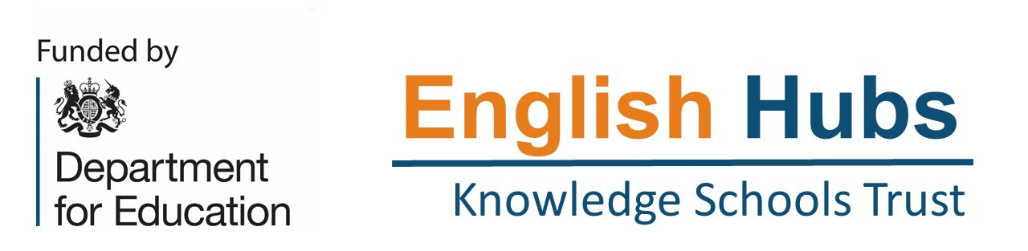 Funded by
Department
for Education
English Hubs
Knowledge Schools Trust